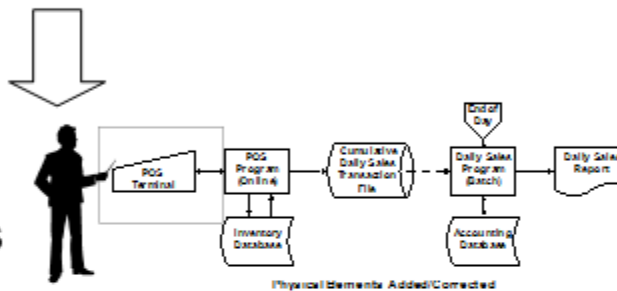 End of
Day
POS
Terminal
POS
Program
(Online)
Cumulative
Daily Sales
Transaction
File
Daily Sales
Program
(Batch)
Daily Sales
Report
Inventory
Database
Accounting
Database
Physical Elements Added/Corrected